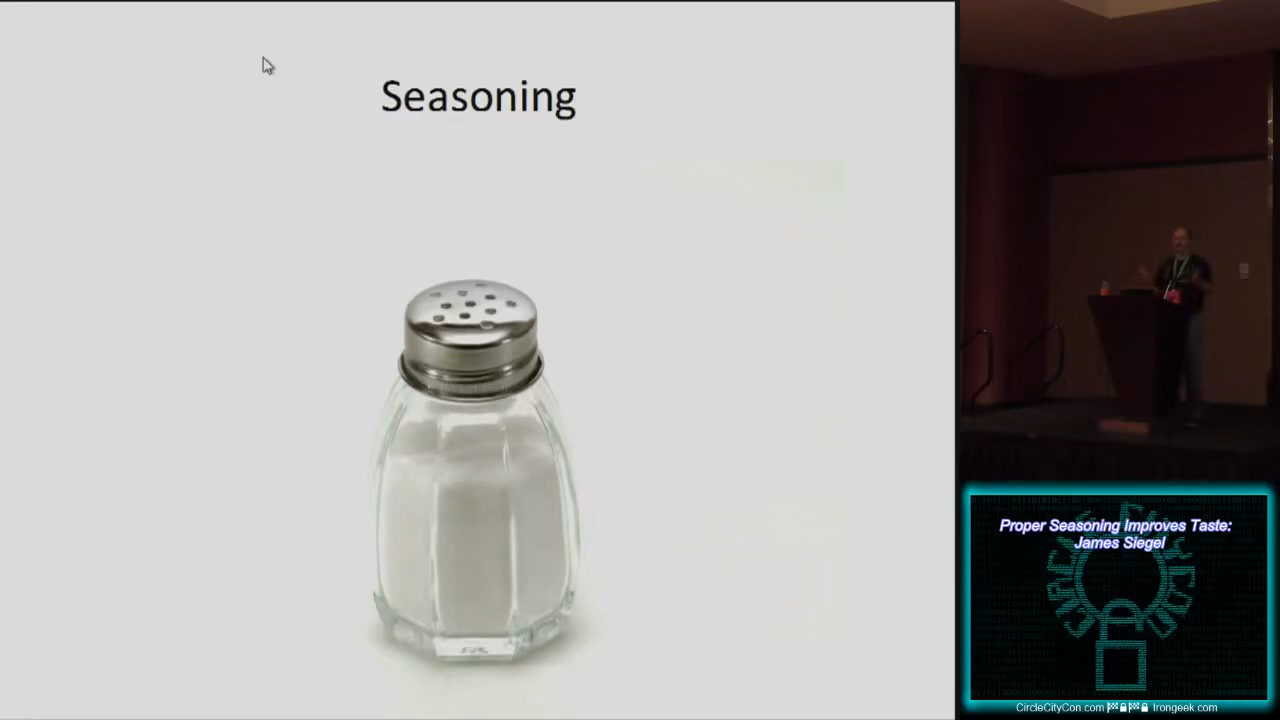 Seasoning
Proper Seasoning Improves Taste:
James Siegel
CircleCityCon.com Irongeek.com